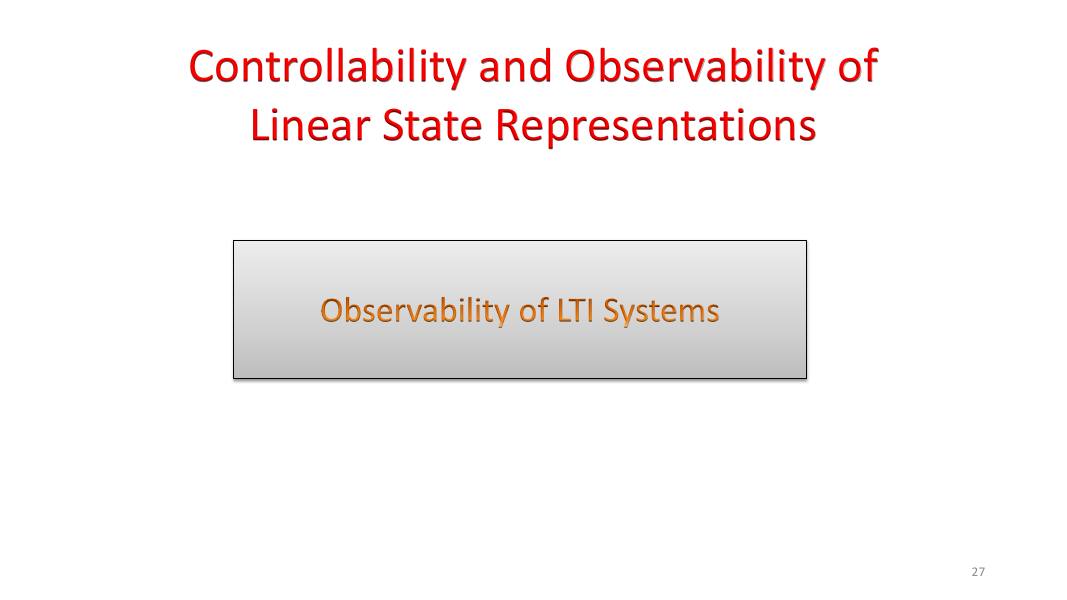 Controllability and Observability of
Linear State Representations
Observability of LTI Systems
27